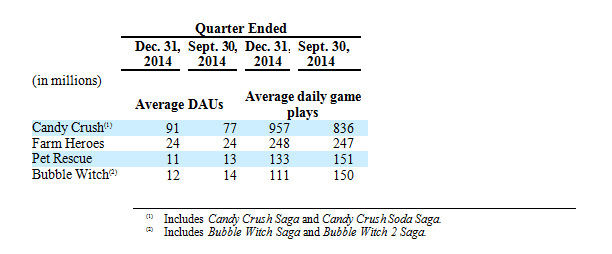 Quarter Ended
Dec. 31, Sept. 30, Dec. 31, Sept. 30,
2014 2014 2014 2014
(in millions)
Average DAUs Average daily game
plays
Candy Crush(1) 91 77 957 836
Farm Heroes 24 24 248 247
Pet Rescue 11 13 133 151
Bubble Witch(2) 12 14 111 150
(1) Includes Candy Crush Saga and Candy Crush Soda Saga.
(2) Includes Bubble Witch Saga and Bubble Witch 2 Saga.